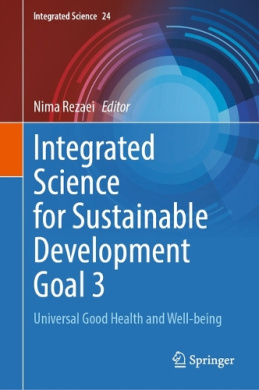 Integrated Science 24
Nima Rezaei Editor
Integrated
Science
for Sustainable
Development
Goal 3
Universal Good Health and Well-being
Springer